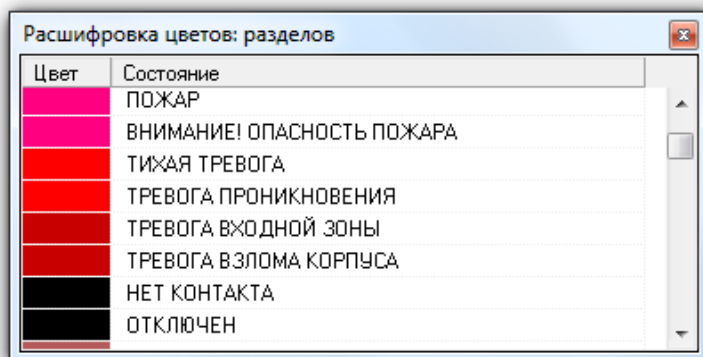 Расшифровка цветов: разделов
Цвет Состояние
ПОЖАР
ВНИМАНИЕ! ОПАСНОСТЬ ПОЖАРА
ТИХАЯ ТРЕВОГА
ТРЕВОГА ПРОНИКНОВЕНИЯ
ТРЕВОГА ВХОДНОЙ ЗОНЫ
ТРЕВОГА ВЗЛОМА КОРПУСА
НЕТ КОНТАКТА
ОТКЛЮЧЕН